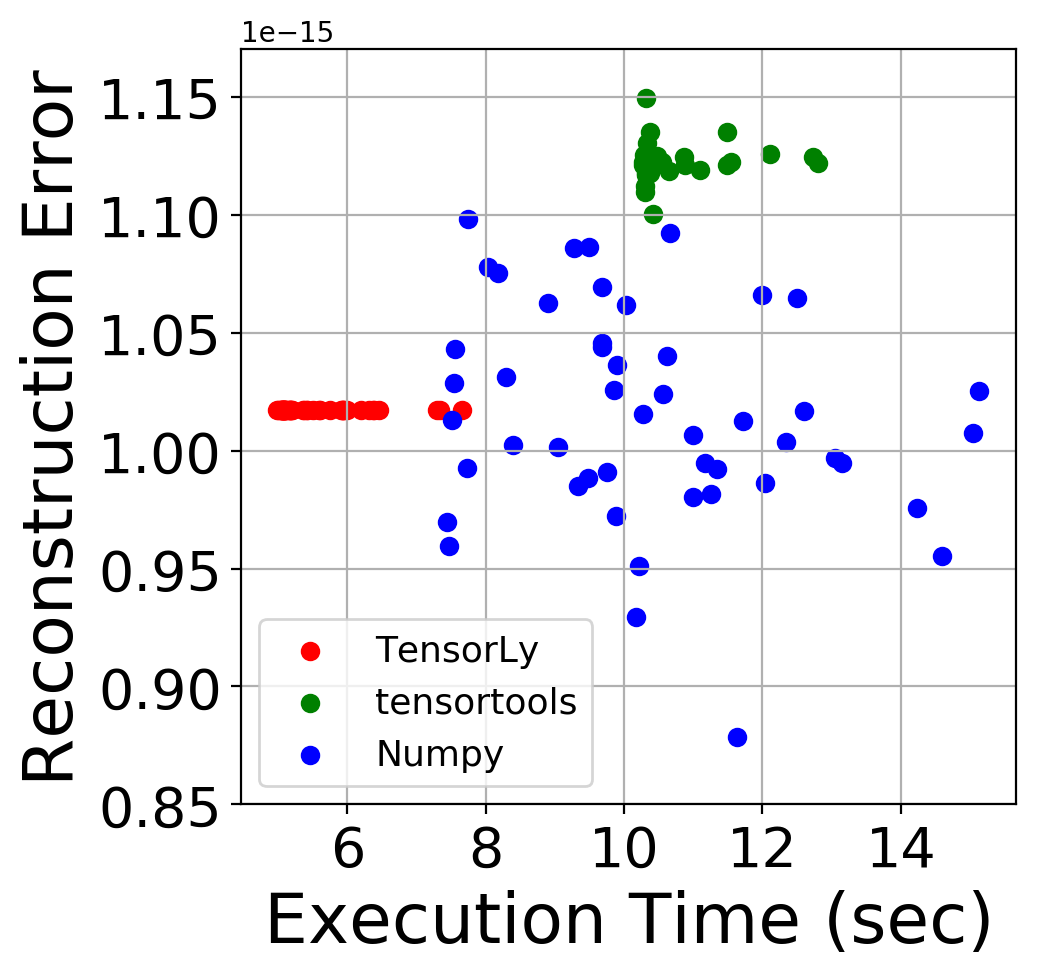 1e−15
1.15
1.10
1.05
1.00
0.95
0.90
0.85
Reconstruction Error
TensorLy
tensortools
Numpy
6 8 10 12 14
Execution Time (sec)